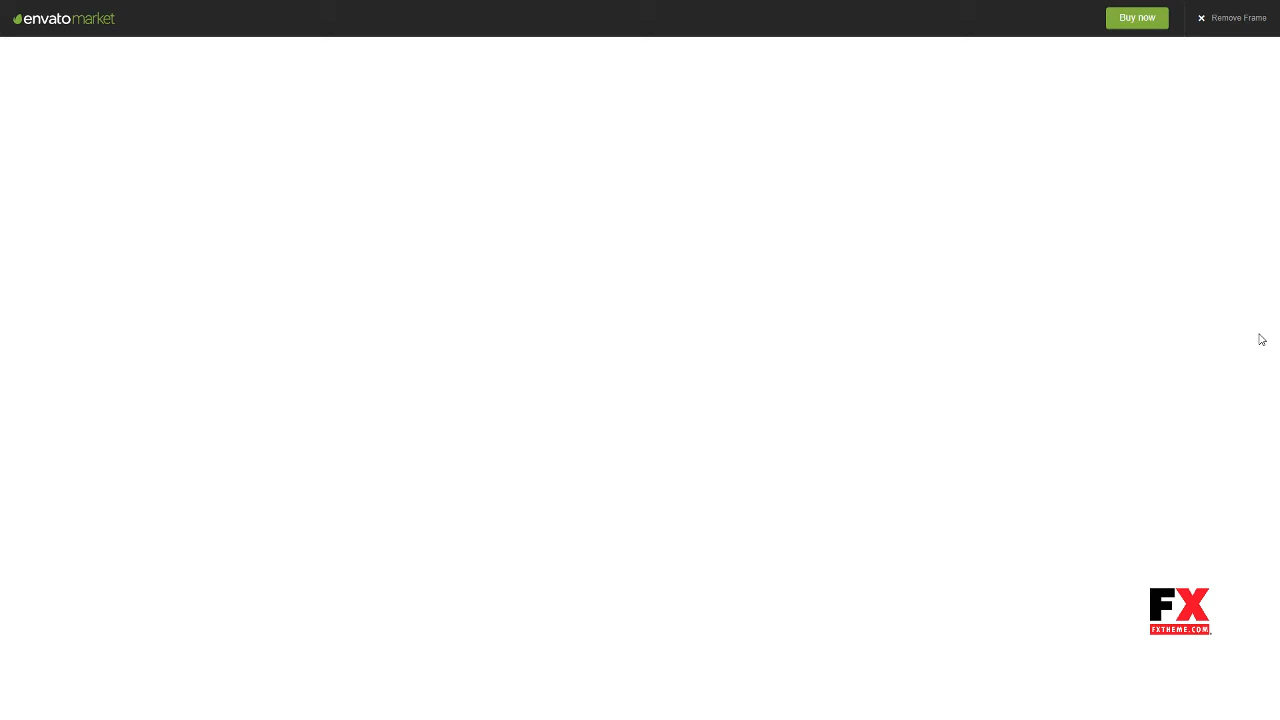 envatomarket
Buy now
✕ Remove Frame
FX
FXTHEME.COM